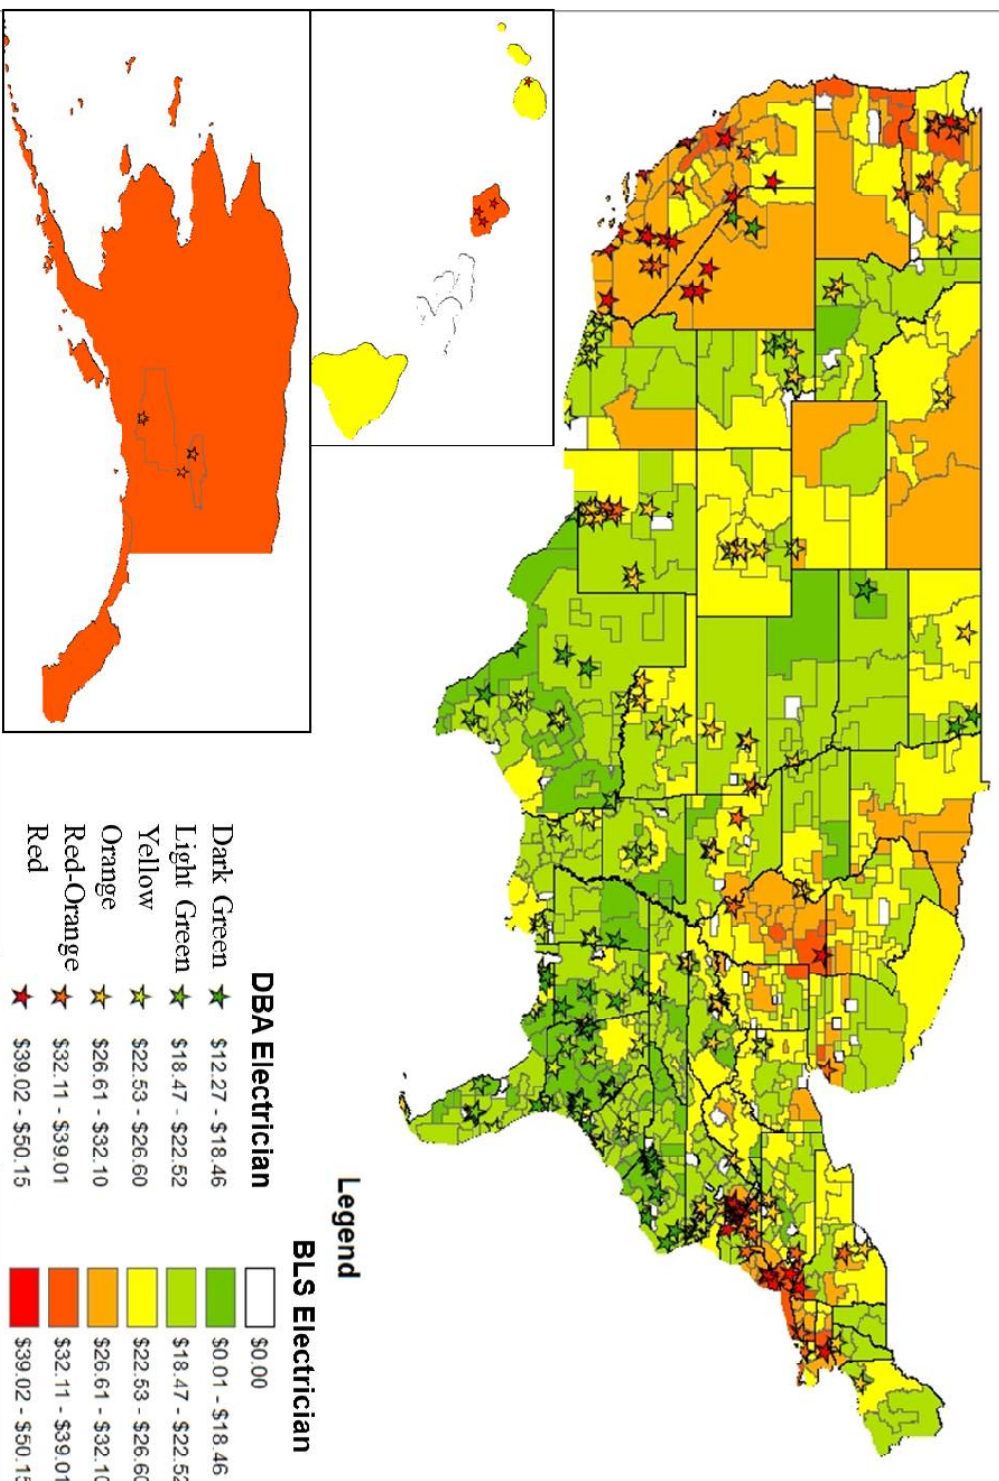 Legend
DBA Electrician
Dark Green $12.27 - $18.46
Light Green $18.47 - $22.52
Yellow $22.53 - $26.60
Orange $26.61 - $32.10
Red-Orange $32.11 - $39.01
Red $39.02 - $50.15
BLS Electrician
$0.00
$0.01 - $18.46
$18.47 - $22.52
$22.53 - $26.60
$26.61 - $32.10
$32.11 - $39.01
$39.02 - $50.15